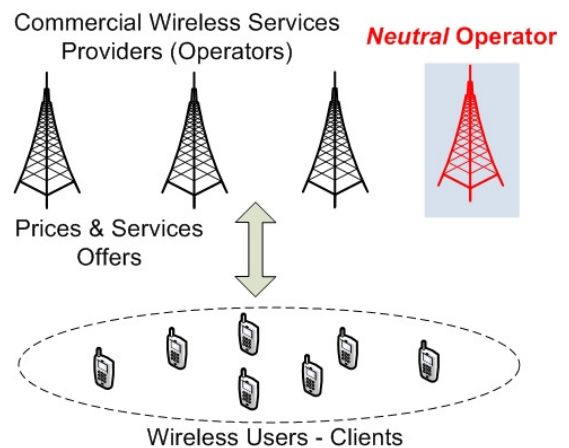 Commercial Wireless Services
Providers (Operators)
Neutral Operator
Prices & Services
Offers
Wireless Users - Clients